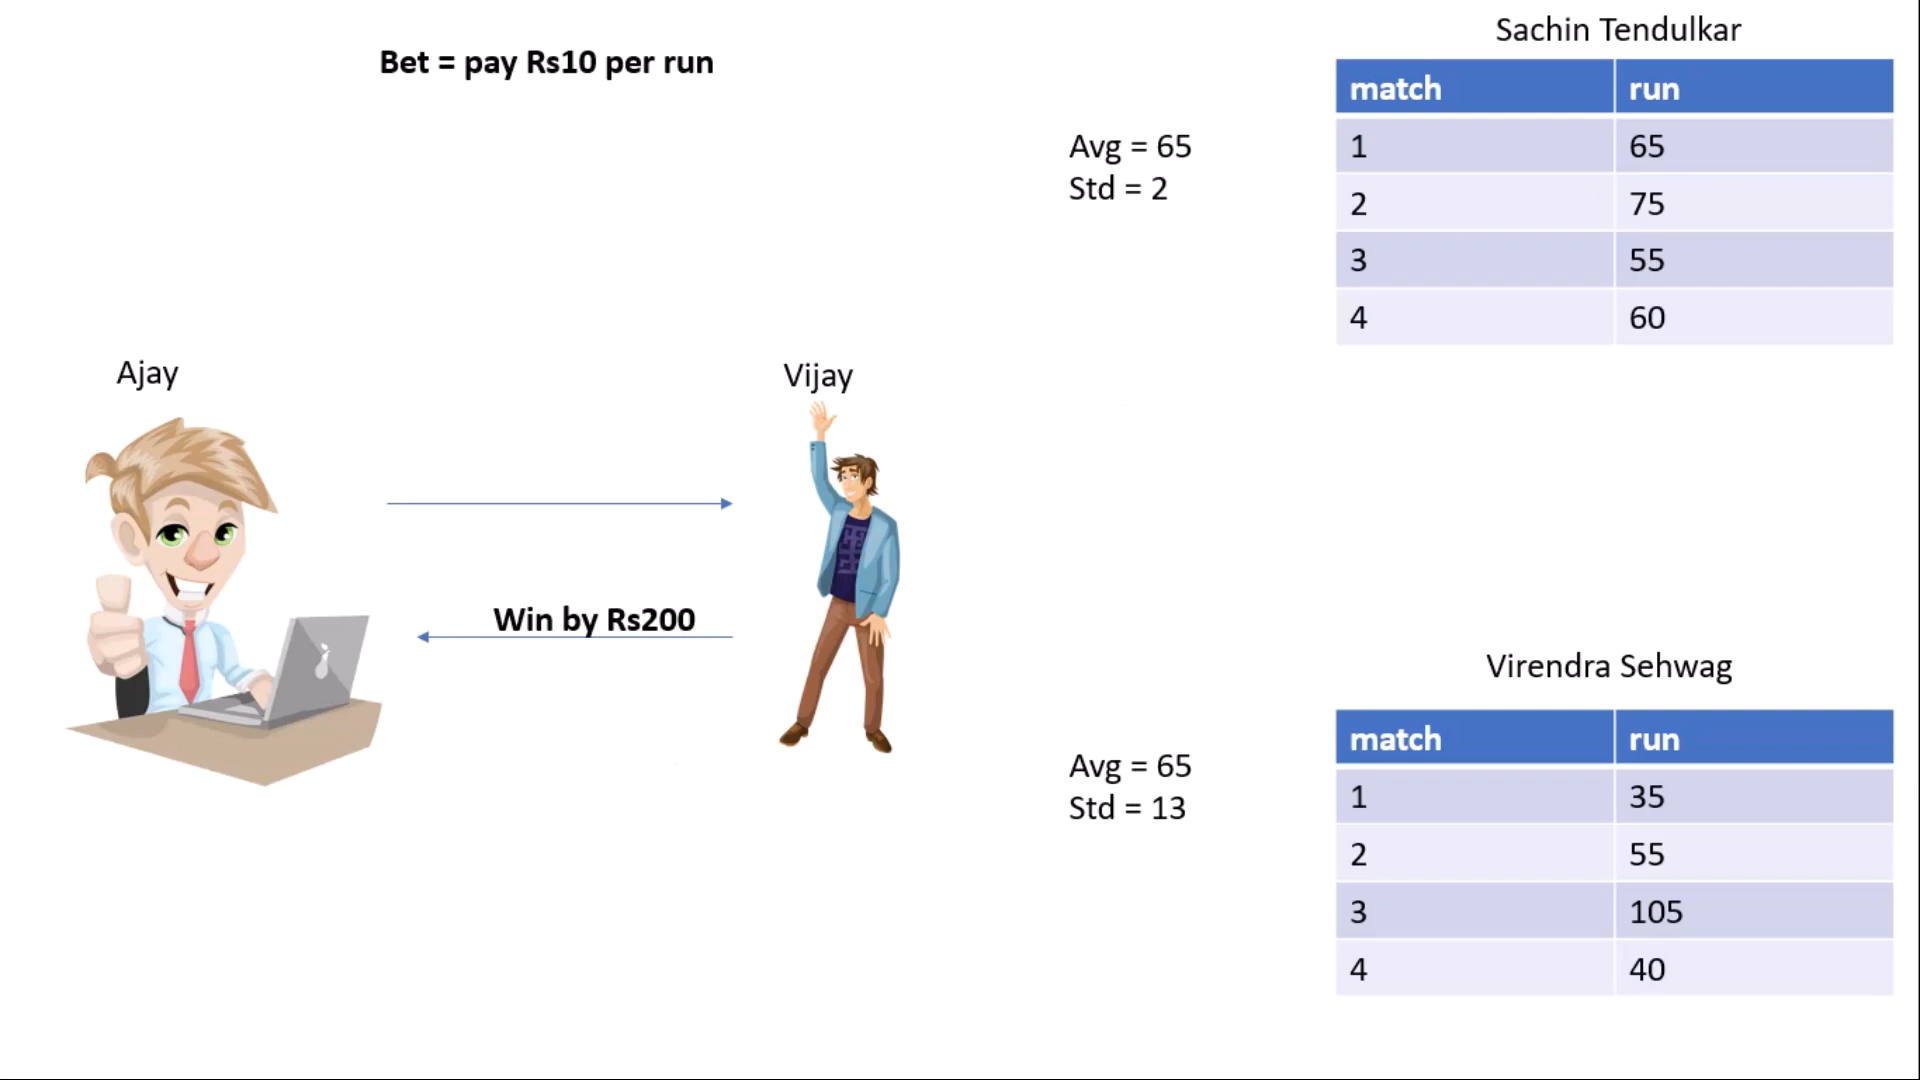 Bet = pay Rs10 per run
Sachin Tendulkar
match run
1 65
2 75
3 55
4 60
Avg = 65
Std = 2
Ajay
Vijay
Win by Rs200
Virendra Sehwag
match run
1 35
2 55
3 105
4 40
Avg = 65
Std = 13